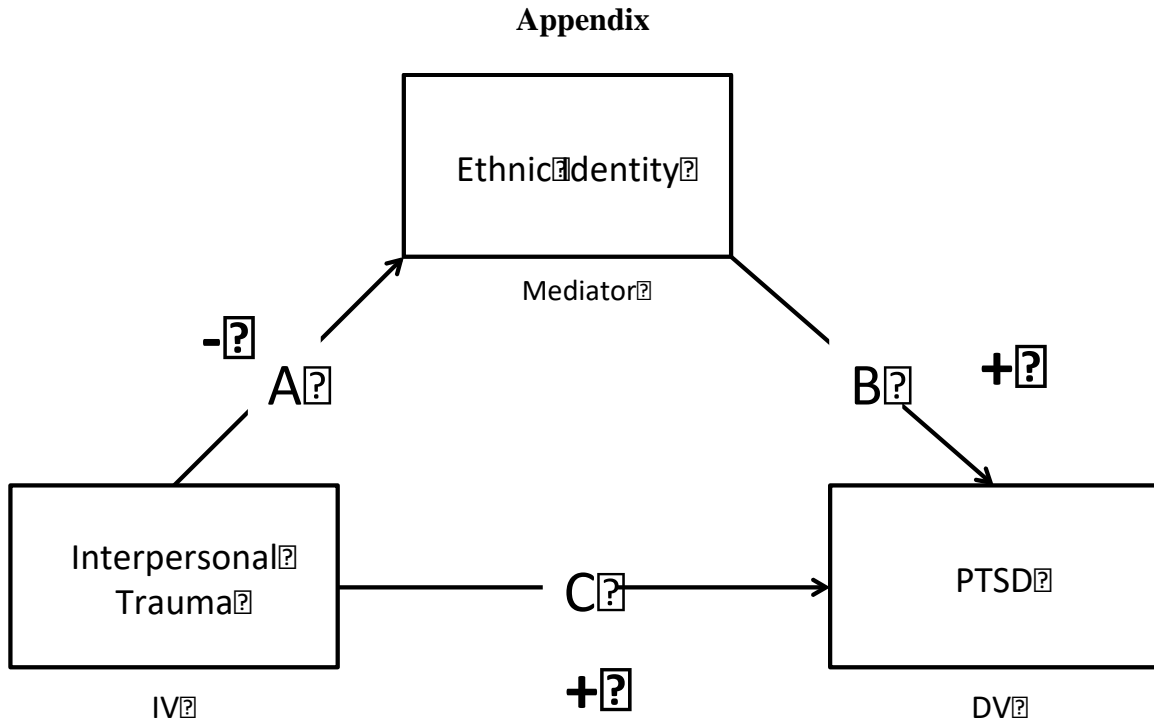 Appendix
Ethnic⍰Identity⍰
Mediator⍰
-⍰
A⍰
B⍰
+⍰
Interpersonal⍰
Trauma⍰
C⍰
PTSD⍰
+⍰
IV⍰
DV⍰